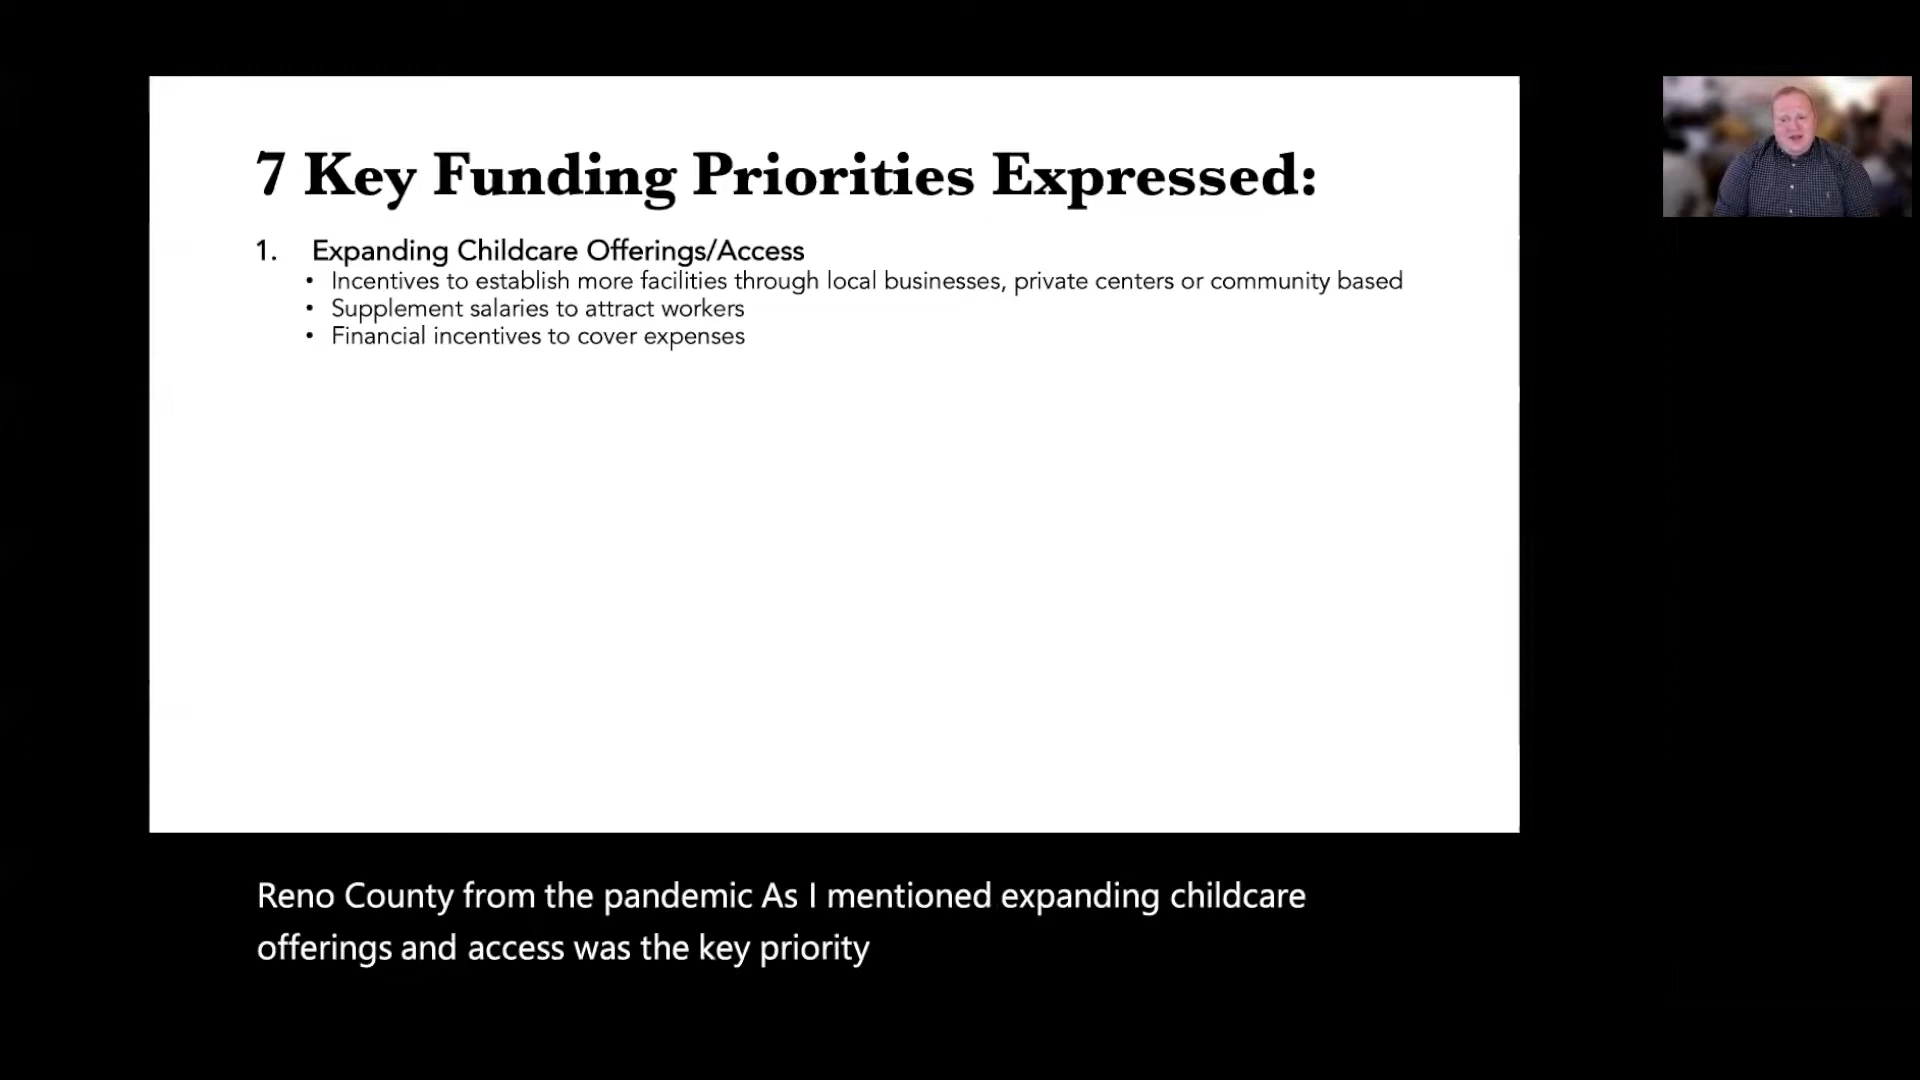 7 Key Funding Priorities Expressed:
1. Expanding Childcare Offerings/Access
• Incentives to establish more facilities through local businesses, private centers or community based
• Supplement salaries to attract workers
• Financial incentives to cover expenses
Reno County from the pandemic As I mentioned expanding childcare
offerings and access was the key priority